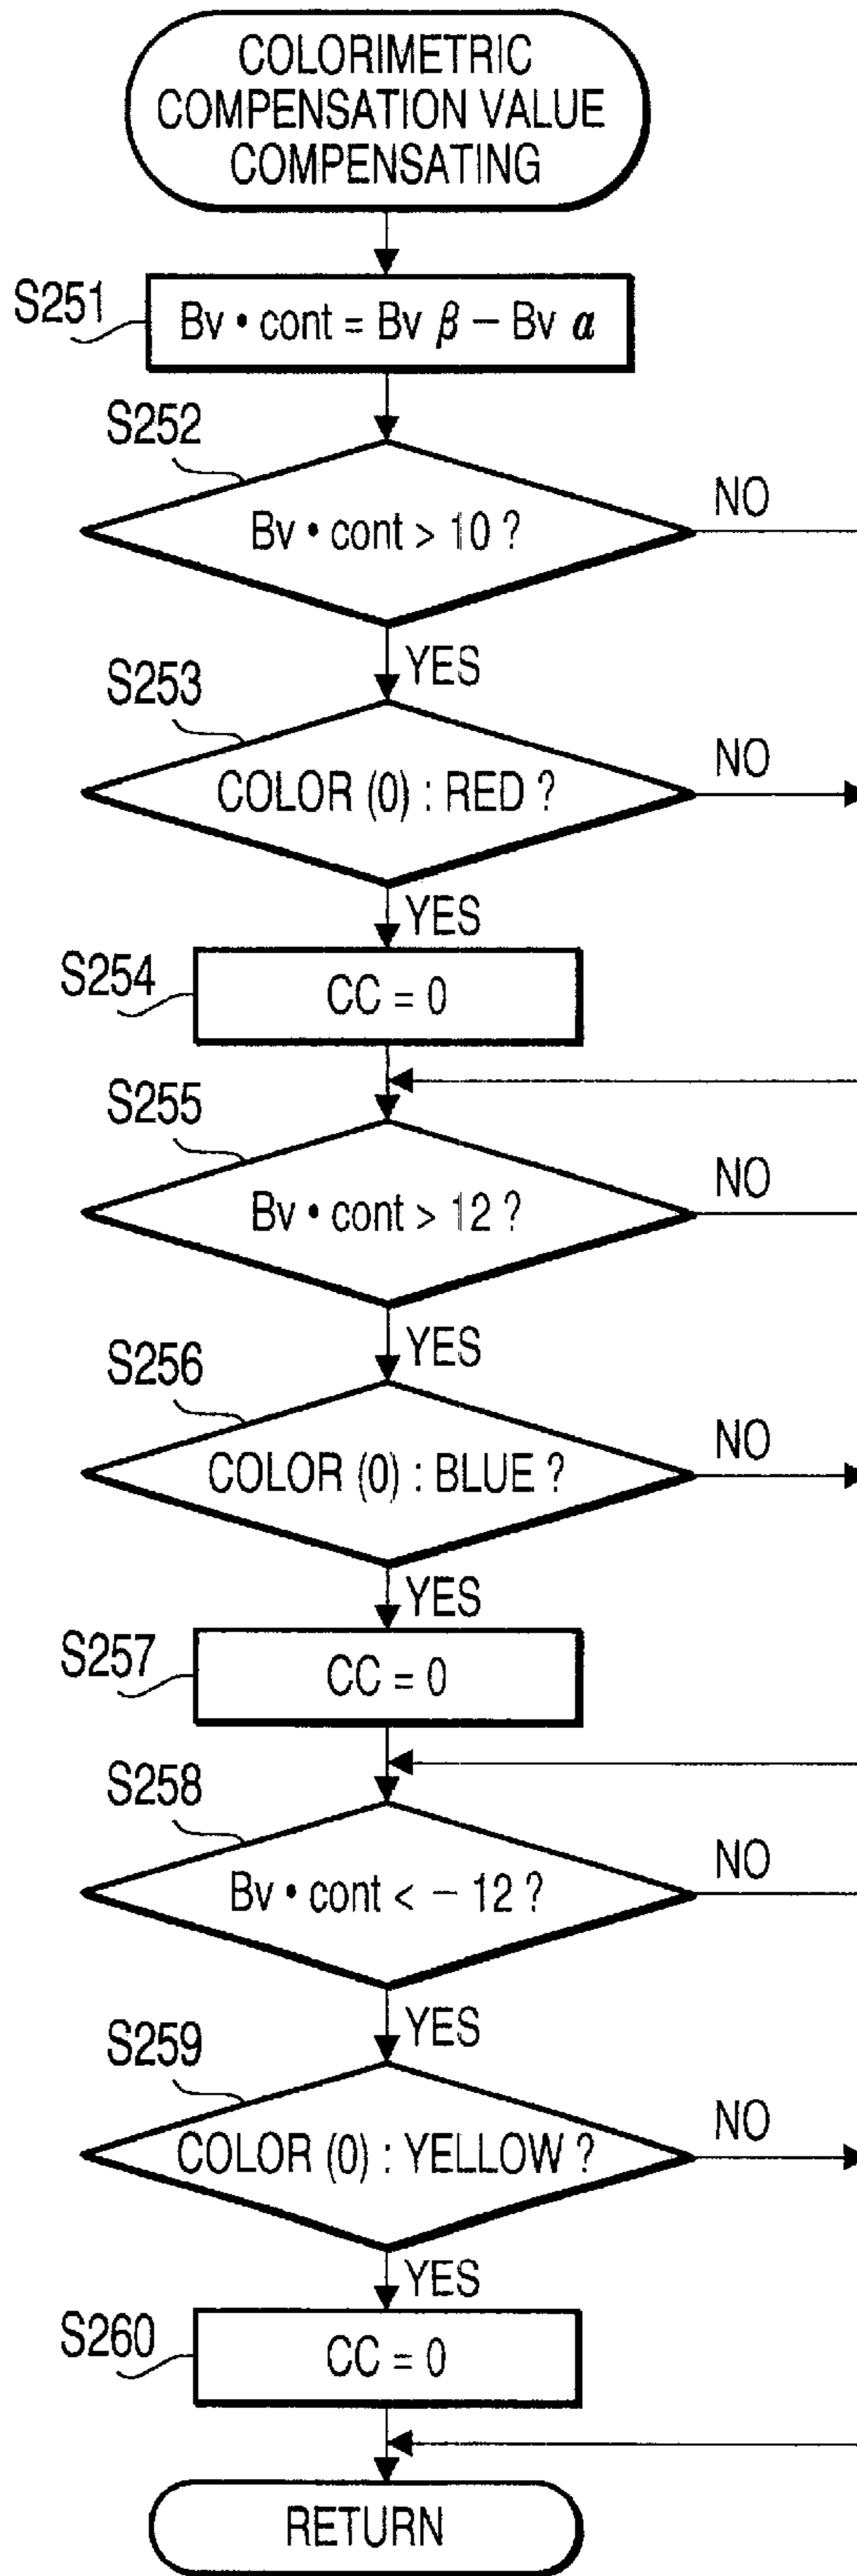 COLORIMETRIC
COMPENSATION VALUE
COMPENSATING
S251
Bv • cont = Bv β − Bv α
S252
Bv • cont > 10 ?
NO
YES
S253
COLOR (0) : RED ?
NO
YES
S254
CC = 0
S255
Bv • cont > 12 ?
NO
YES
S256
COLOR (0) : BLUE ?
NO
YES
S257
CC = 0
S258
Bv • cont < − 12 ?
NO
YES
S259
COLOR (0) : YELLOW ?
NO
YES
S260
CC = 0
RETURN